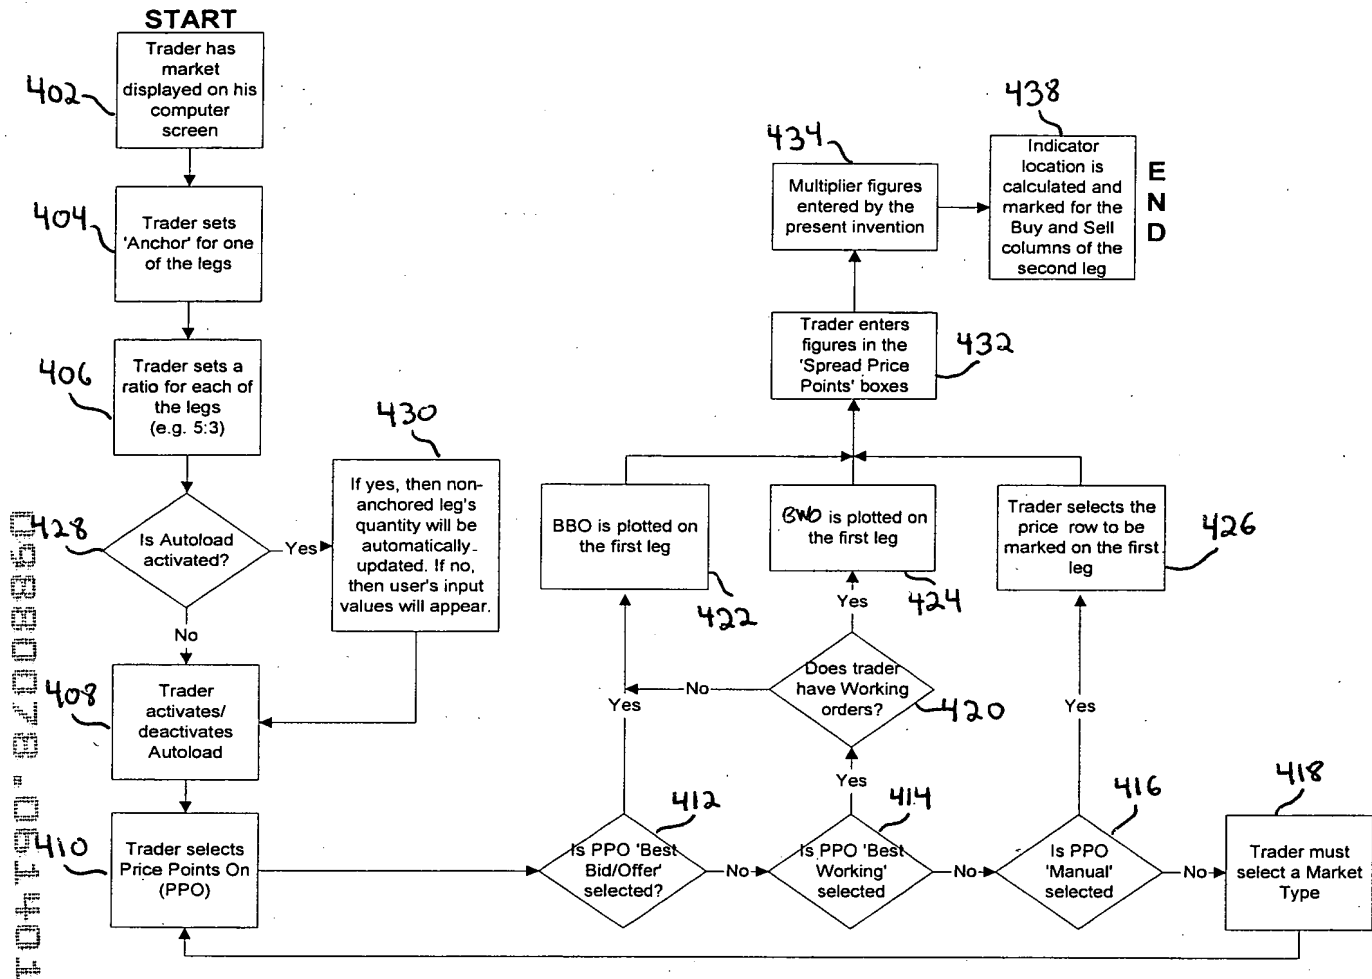 START
Trader has
market
displayed on his
computer
screen
402
Trader sets
'Anchor' for one
of the legs
404
Trader sets a
ratio for each of
the legs
(e.g. 5:3)
406
Is Autoload
activated?
428
Yes
No
430
If yes, then non-
anchored leg's
quantity will be
automatically
updated. If no,
then user's input
values will appear.
Trader
activates/
deactivates
Autoload
408
Trader selects
Price Points On
(PPO)
410
Is PPO 'Best
Bid/Offer'
selected?
412
No
Yes
Is PPO 'Best
Working'
selected
414
No
Yes
Is PPO
'Manual'
selected
416
No
Yes
Trader must
select a Market
Type
418
Does trader
have Working
orders?
420
No
Yes
BBO is plotted on
the first leg
422
BWO is plotted on
the first leg
424
Trader selects the
price row to be
marked on the first
leg
426
Trader enters
figures in the
'Spread Price
Points' boxes
432
Multiplier figures
entered by the
present invention
434
Indicator
location is
calculated and
marked for the
Buy and Sell
columns of the
second leg
438
END